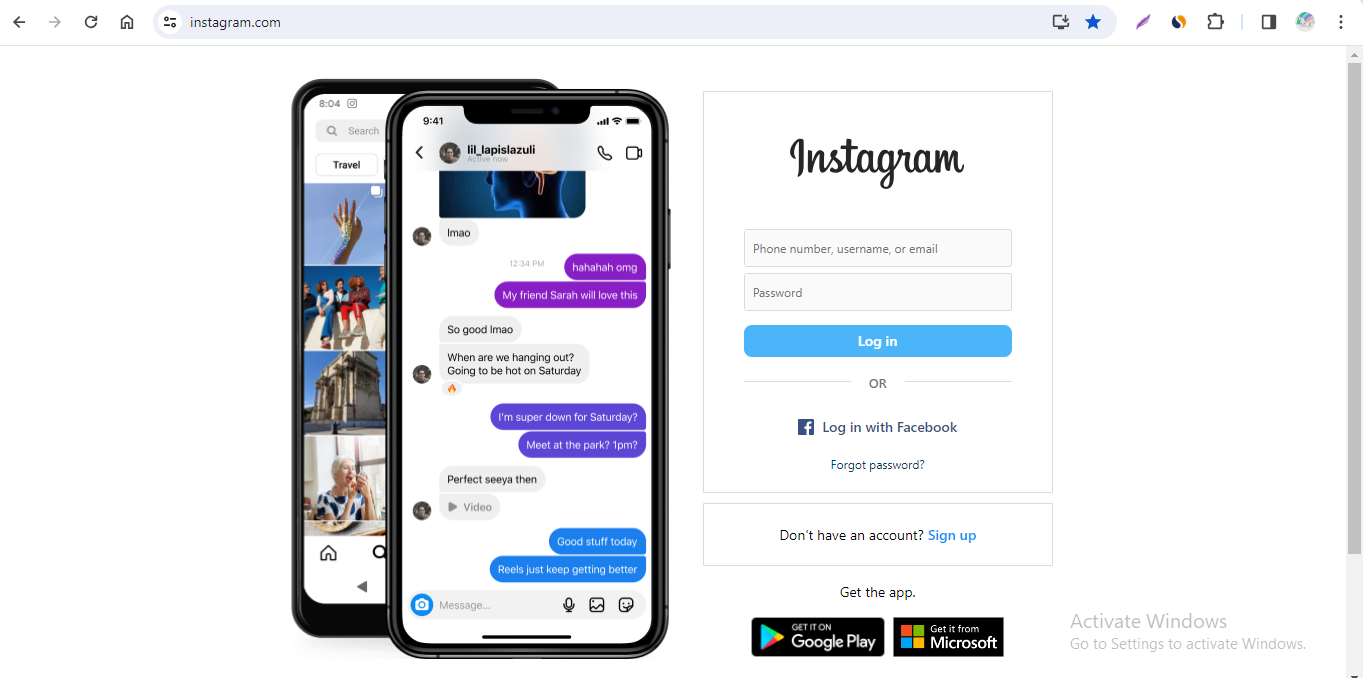 instagram.com
8:04
Search
Travel
9:41
lil_lapislazuli
Active now
lmao
12:34 PM
hahahah omg
My friend Sarah will love this
So good lmao
When are we hanging out?
Going to be hot on Saturday
I'm super down for Saturday?
Meet at the park? 1pm?
Perfect seeya then
Video
Good stuff today
Reels just keep getting better
Message...
Instagram
Phone number, username, or email
Password
Log in
OR
Log in with Facebook
Forgot password?
Don't have an account? Sign up
Get the app.
GET IT ON
Google Play
Get it from
Microsoft
Activate Windows
Go to Settings to activate Windows.